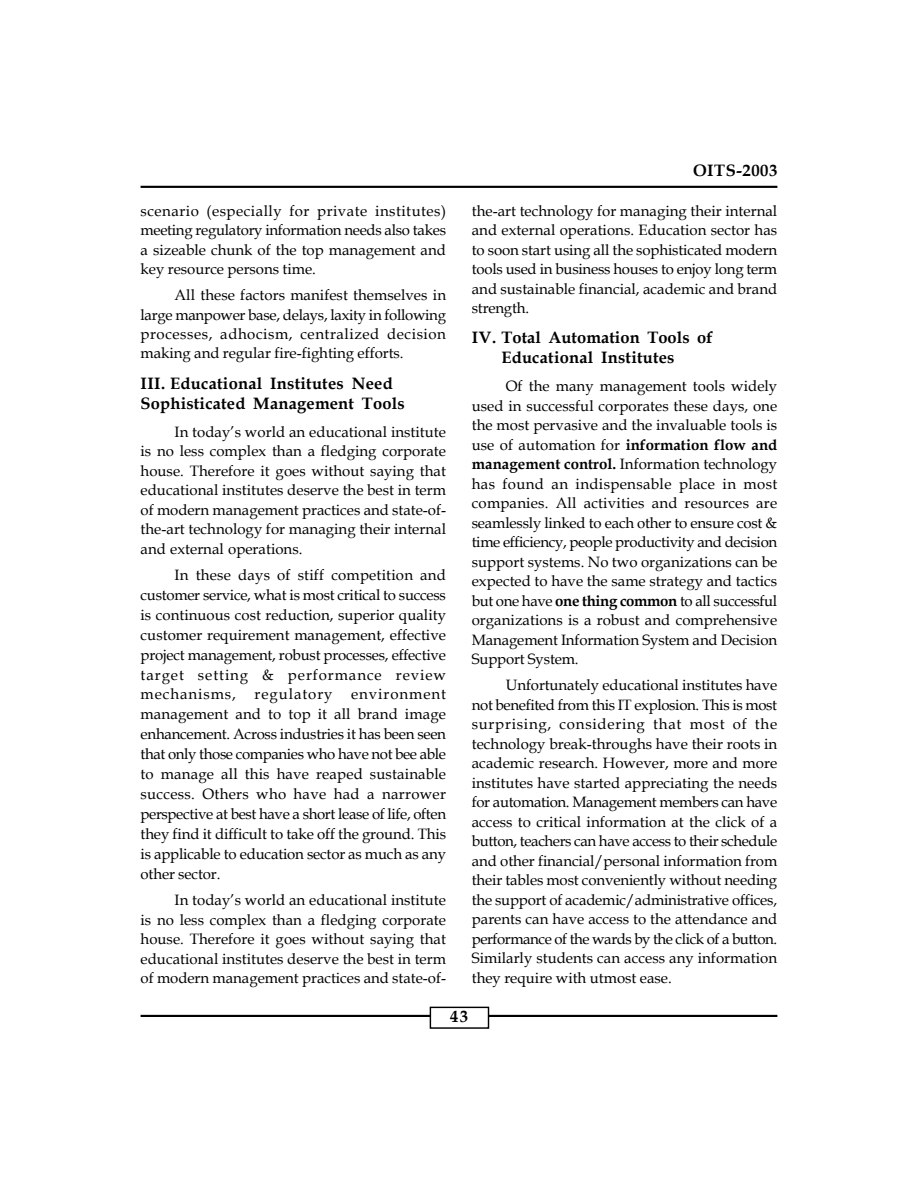 OITS-2003
scenario (especially for private institutes)
meeting regulatory information needs also takes
a sizeable chunk of the top management and
key resource persons time.
All these factors manifest themselves in
large manpower base, delays, laxity in following
processes, adhocism, centralized decision
making and regular fire-fighting efforts.
III. Educational Institutes Need
Sophisticated Management Tools
In today's world an educational institute
is no less complex than a fledging corporate
house. Therefore it goes without saying that
educational institutes deserve the best in term
of modern management practices and state-of-
the-art technology for managing their internal
and external operations.
In these days of stiff competition and
customer service, what is most critical to success
is continuous cost reduction, superior quality
customer requirement management, effective
project management, robust processes, effective
target setting & performance review
mechanisms, regulatory environment
management and to top it all brand image
enhancement. Across industries it has been seen
that only those companies who have not bee able
to manage all this have reaped sustainable
success. Others who have had a narrower
perspective at best have a short lease of life, often
they find it difficult to take off the ground. This
is applicable to education sector as much as any
other sector.
In today's world an educational institute
is no less complex than a fledging corporate
house. Therefore it goes without saying that
educational institutes deserve the best in term
of modern management practices and state-of-
the-art technology for managing their internal
and external operations. Education sector has
to soon start using all the sophisticated modern
tools used in business houses to enjoy long term
and sustainable financial, academic and brand
strength.
IV. Total Automation Tools of
Educational Institutes
Of the many management tools widely
used in successful corporates these days, one
the most pervasive and the invaluable tools is
use of automation for information flow and
management control. Information technology
has found an indispensable place in most
companies. All activities and resources are
seamlessly linked to each other to ensure cost &
time efficiency, people productivity and decision
support systems. No two organizations can be
expected to have the same strategy and tactics
but one have one thing common to all successful
organizations is a robust and comprehensive
Management Information System and Decision
Support System.
Unfortunately educational institutes have
not benefited from this IT explosion. This is most
surprising, considering that most of the
technology break-throughs have their roots in
academic research. However, more and more
institutes have started appreciating the needs
for automation. Management members can have
access to critical information at the click of a
button, teachers can have access to their schedule
and other financial/personal information from
their tables most conveniently without needing
the support of academic/administrative offices,
parents can have access to the attendance and
performance of the wards by the click of a button.
Similarly students can access any information
they require with utmost ease.
43